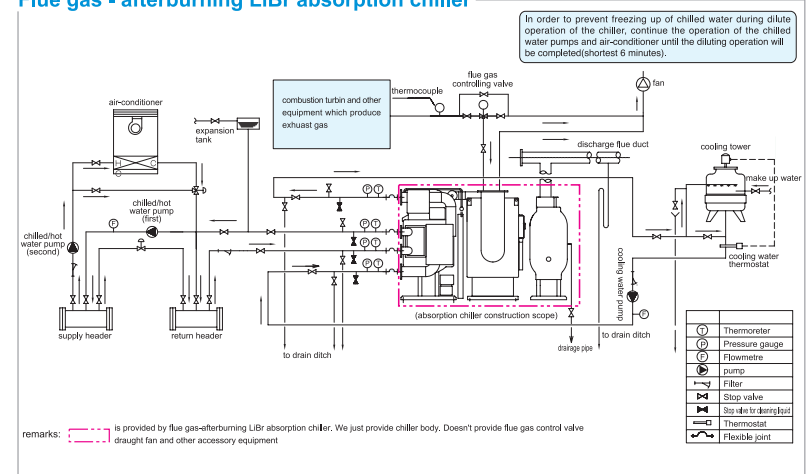 Flue gas - afterburning LiBr absorption chiller
In order to prevent freezing up of chilled water during dilute
operation of the chiller, continue the operation of the chilled
water pumps and air-conditioner until the diluting operation will
be completed(shortest 6 minutes).
flue gas
controlling valve
thermocouple
fan
combustion turbin and other
equipment which produce
exhuast gas
air-conditioner
expansion
tank
discharge flue duct
cooling tower
make up water
chilled/hot
water pump
(first)
F
P T
P T
P T
P T
chilled/hot
water pump
(second)
cooling water
thermostat
cooling water pump
F
(absorption chiller construction scope)
supply header
return header
to drain ditch
drainage pipe
to drain ditch
T Thermoreter
P Pressure gauge
F Flowmetre
pump
Filter
Stop valve
Stop valve for cleaning liquid
Thermostat
Flexible joint
remarks:
is provided by flue gas-afterburning LiBr absorption chiller. We just provide chiller body. Doesn't provide flue gas control valve
draught fan and other accessory equipment